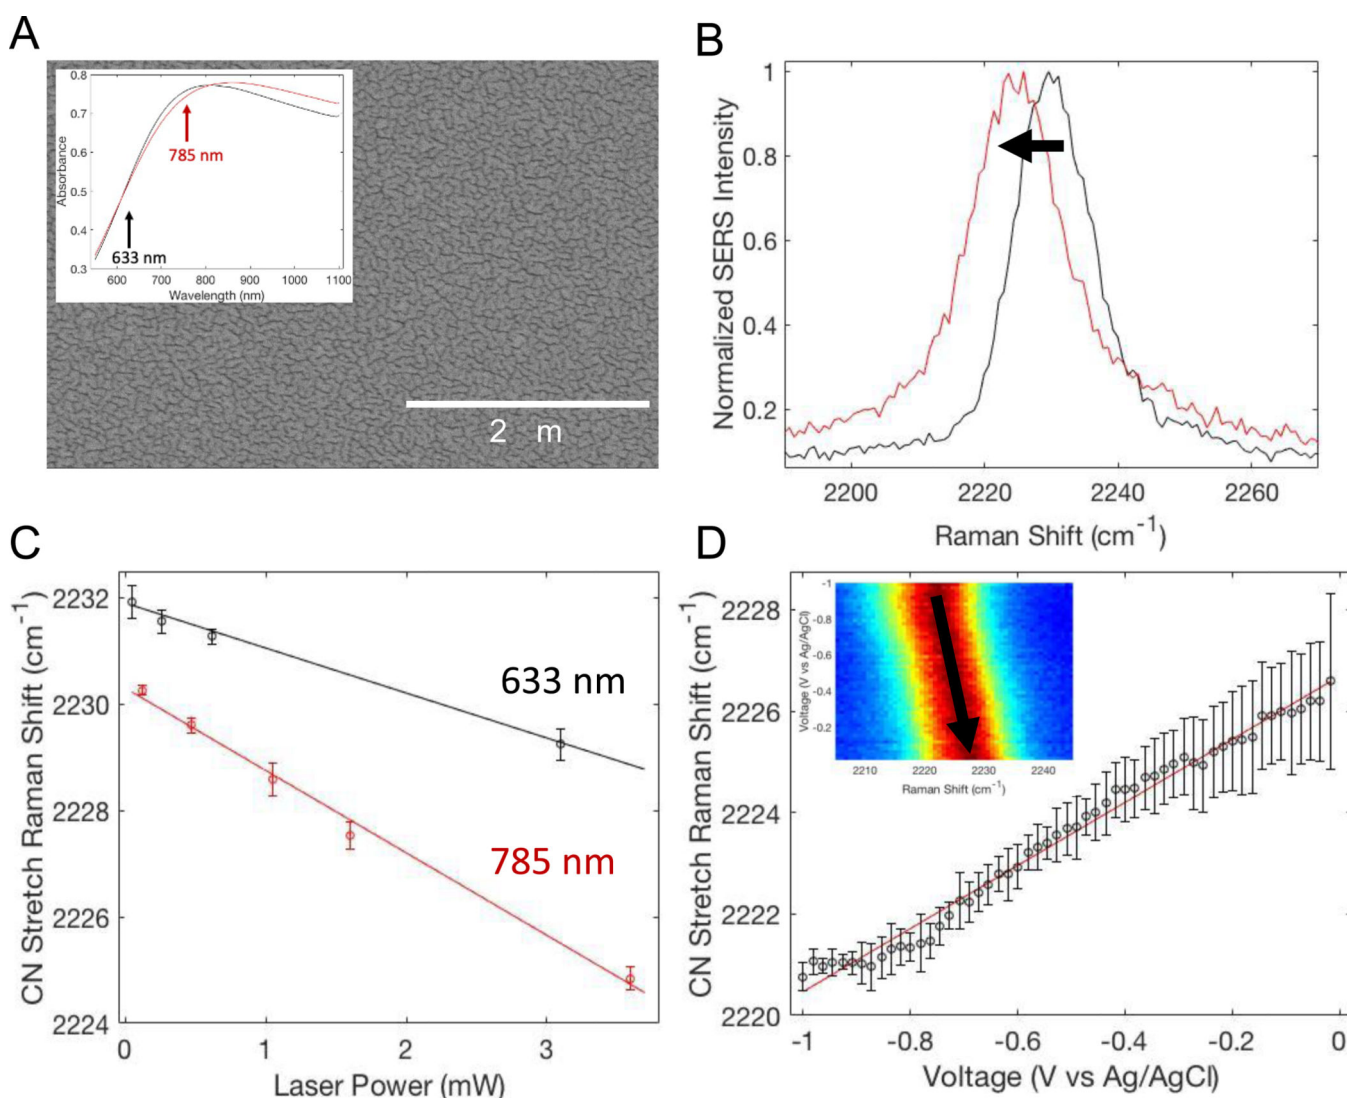 A
0.8
0.7
0.6
0.5
0.4
0.3
Absorbance
785 nm
633 nm
600 700 800 900 1000 1100
Wavelength (nm)
2 m
B
1
0.8
0.6
0.4
0.2
Normalized SERS Intensity
2200 2220 2240 2260
Raman Shift (cm⁻¹)
C
2232
2230
2228
2226
2224
CN Stretch Raman Shift (cm⁻¹)
633 nm
785 nm
0 1 2 3
Laser Power (mW)
D
2228
2226
2224
2222
2220
CN Stretch Raman Shift (cm⁻¹)
-1
-0.8
-0.6
-0.4
-0.2
Voltage (V vs Ag/AgCl)
2210 2220 2230 2240
Raman Shift (cm⁻¹)
-1 -0.8 -0.6 -0.4 -0.2 0
Voltage (V vs Ag/AgCl)